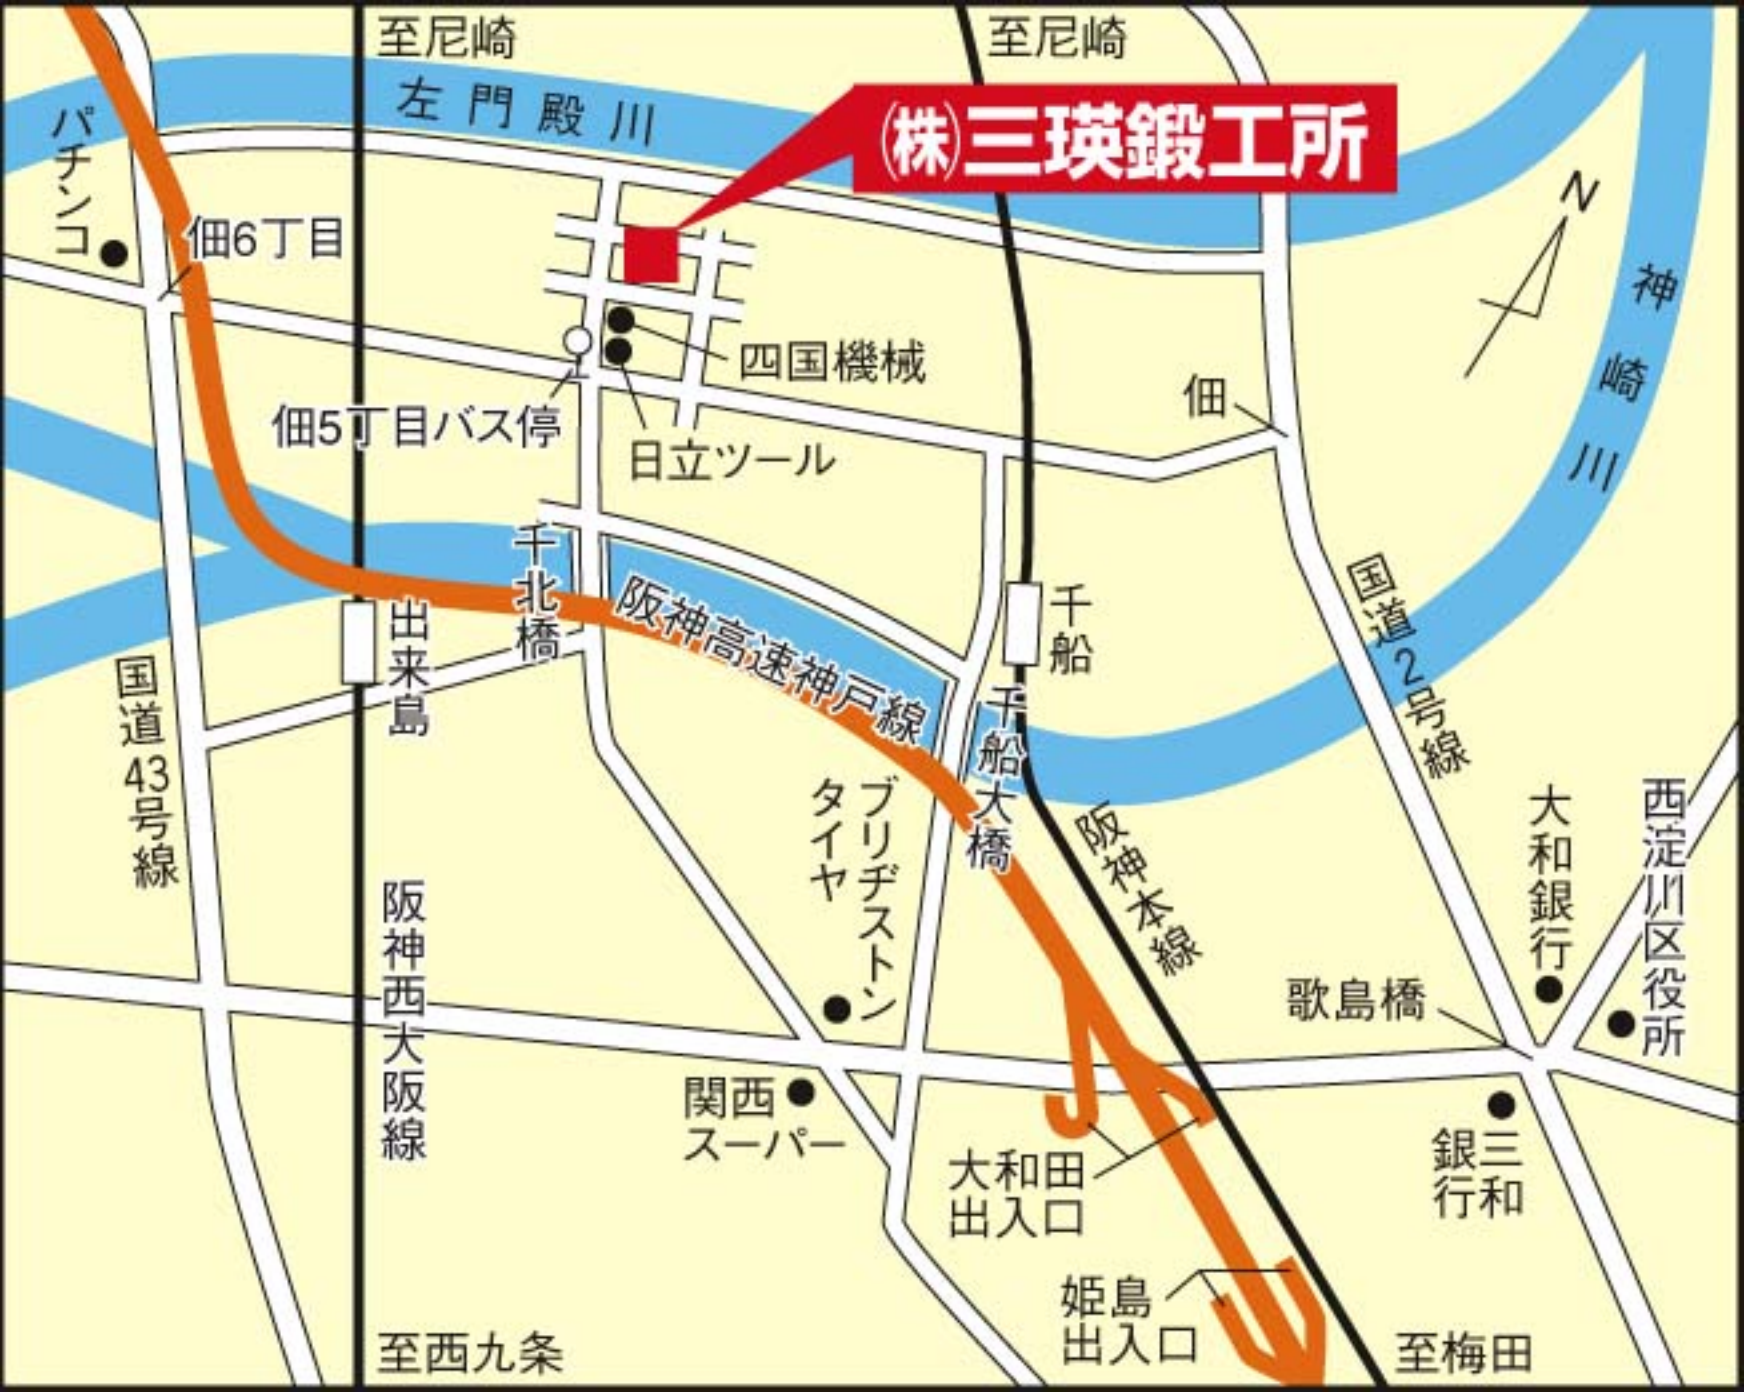 至尼崎
至尼崎
左門殿川
㈱三瑛鍛工所
パチンコ
佃6丁目
N
神崎川
四国機械
佃
佃5丁目バス停
日立ツール
千北橋
阪神高速神戸線
出来島
千船
国道2号線
国道43号線
千船大橋
ブリヂストン
タイヤ
阪神本線
大和銀行
西淀川区役所
阪神西大阪線
歌島橋
関西
スーパー
大和田
出入口
三和
銀行
姫島
出入口
至西九条
至梅田